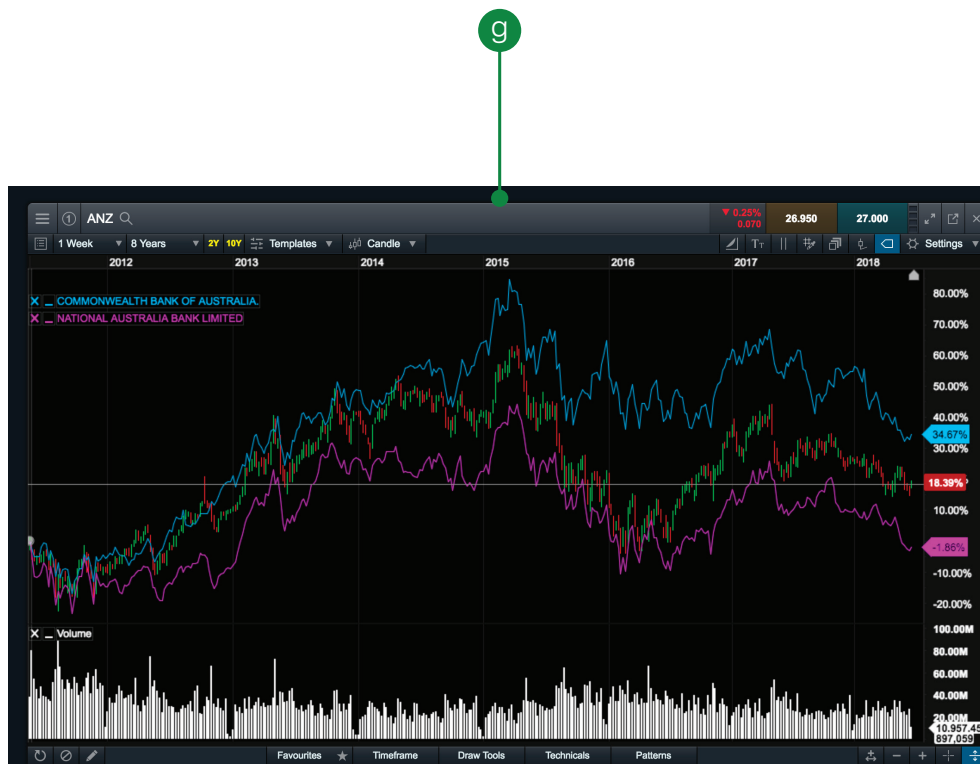 g
1 ANZ ▼ 0.25% 26.950 27.000
0.070
1 Week ▼ 8 Years ▼ 2Y 10Y Templates ▼ Candle ▼ TT Settings ▼
2012 2013 2014 2015 2016 2017 2018
80.00%
X _ COMMONWEALTH BANK OF AUSTRALIA.
X _ NATIONAL AUSTRALIA BANK LIMITED
70.00%
60.00%
50.00%
40.00%
34.67%
30.00%
18.39%
10.00%
-1.86%
-10.00%
-20.00%
X _ Volume
100.00M
80.00M
60.00M
40.00M
20.00M
897,059
Favourites ★ Timeframe Draw Tools Technicals Patterns